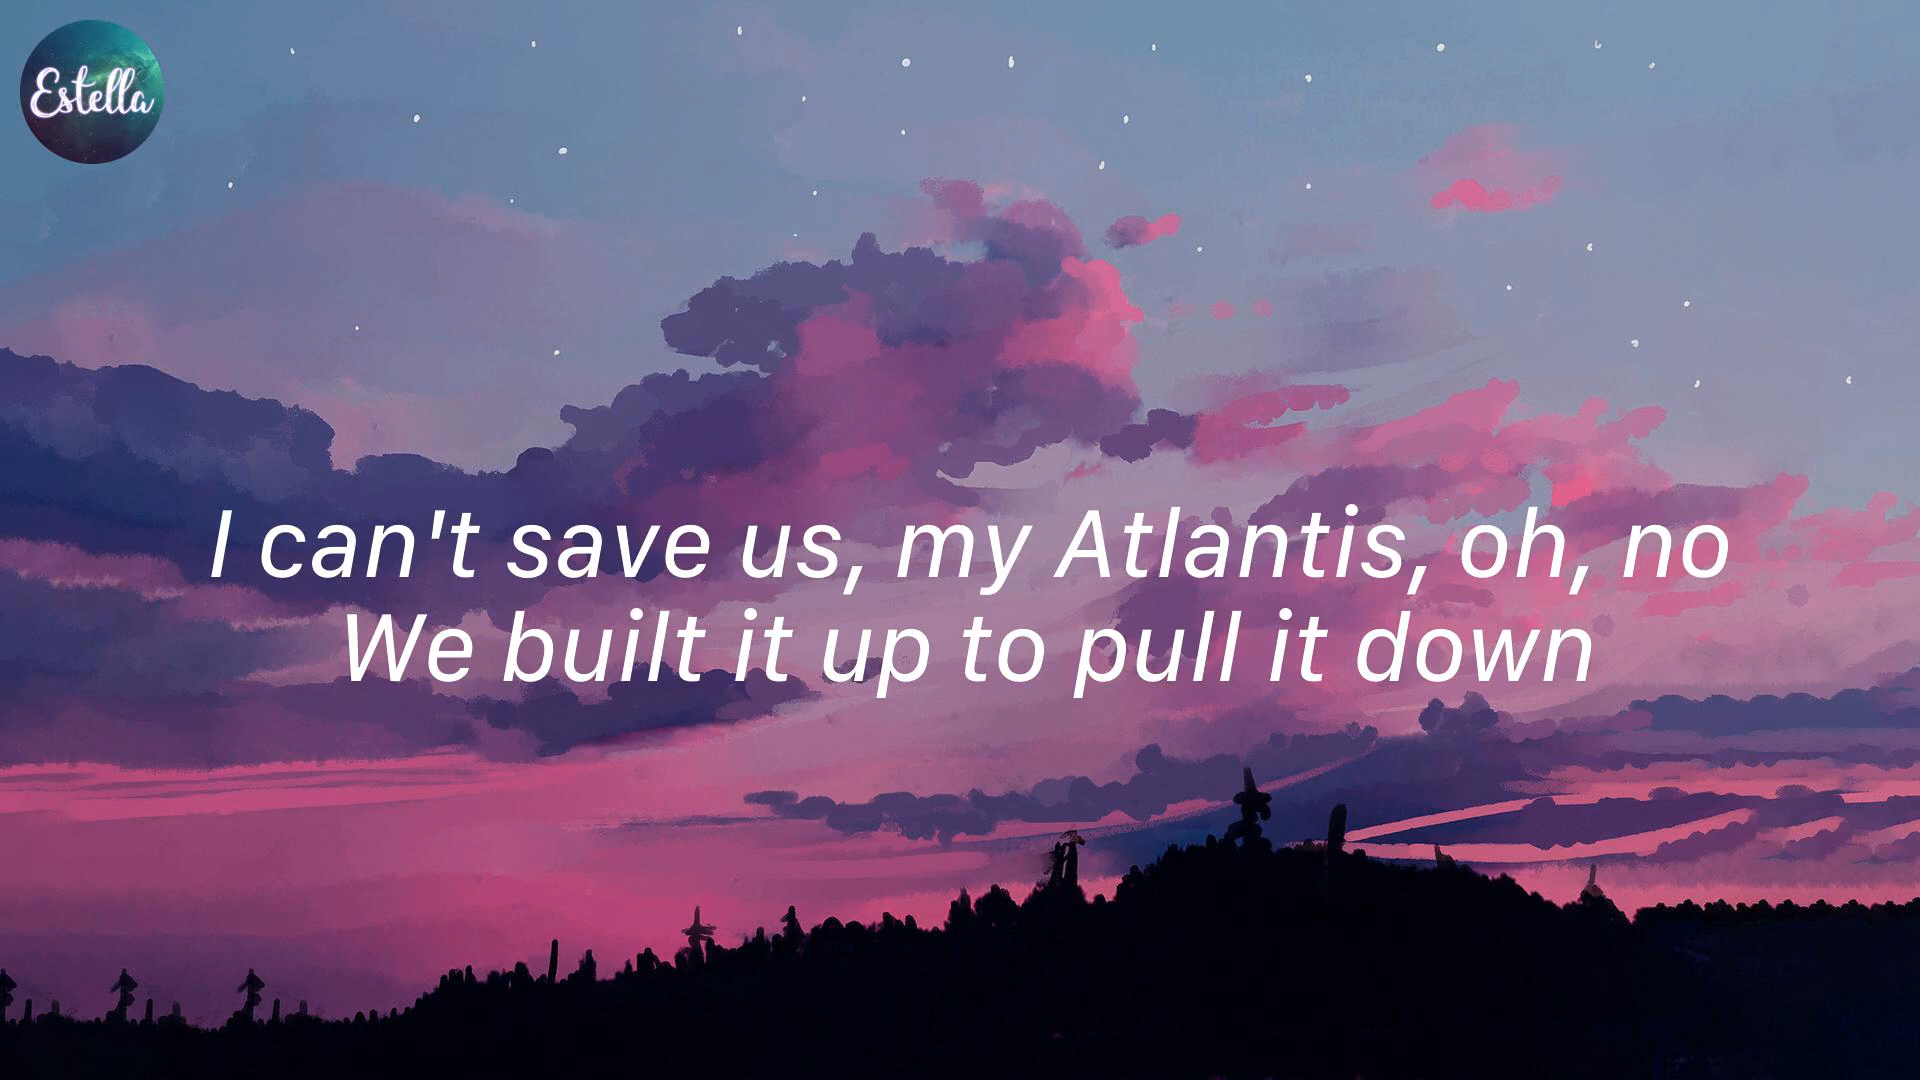 Estella
I can't save us, my Atlantis, oh, no
We built it up to pull it down